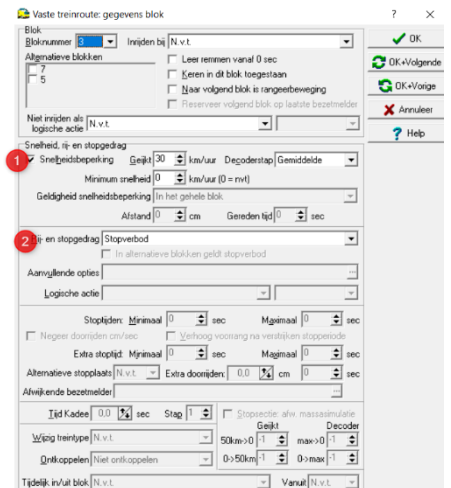 Vaste treinroute: gegevens blok ? ×
Blok
Bloknummer 3 Inrijden bij N.v.t.
Alternatieve blokken
7
5
Leer remmen vanaf 0 sec
Keren in dit blok toegestaan
Naar volgend blok is rangeerbeweging
Reserveer volgend blok op laatste bezetmelder
Niet inrijden als logische actie N.v.t.
OK
OK+Volgende
OK+Vorige
Annuleer
Help
Snelheid, rij- en stopgedrag
1 Snelheidsbeperking Geijkt 30 km/uur Decoderstap Gemiddelde
Minimum snelheid 0 km/uur (0 = nvt)
Geldigheid snelheidsbeperking In het gehele blok
Afstand 0 cm Gereden tijd 0 sec
2 Rij- en stopgedrag Stopverbod
In alternatieve blokken geldt stopverbod
Aanvullende opties ...
Logische actie
Stoptijden: Minimaal 0 sec Maximaal 0 sec
Negeer doorrijden cm/sec Verhoog voorrang na verstrijken stopperiode
Extra stoptijd: Minimaal 0 sec Maximaal 0 sec
Alternatieve stopplaats N.v.t. Extra doorrijden: 0,0 cm 0 sec
Afwijkende bezetmelder ...
Tijd Kadee 0,0 sec Stap 1 Stopsectie: afw. massasimulatie
Geijkt Decoder
Wijzig treintype N.v.t. 50km->0 -1 max->0 -1
Ontkoppelen Niet ontkoppelen 0->50km -1 0->max -1
Tijdelijk in/uit blok N.v.t. Vanuit N.v.t.